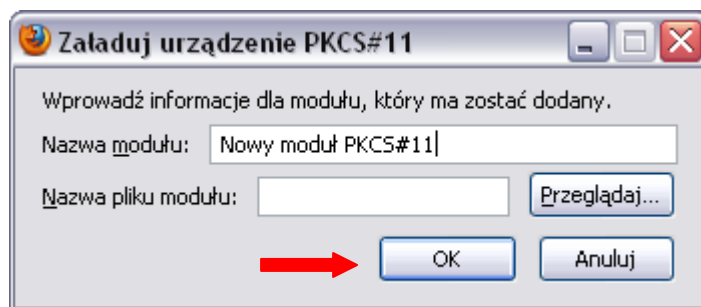 Załaduj urządzenie PKCS#11
Wprowadź informacje dla modułu, który ma zostać dodany.
Nazwa modułu: Nowy moduł PKCS#11
Nazwa pliku modułu: Przeglądaj...
OK Anuluj